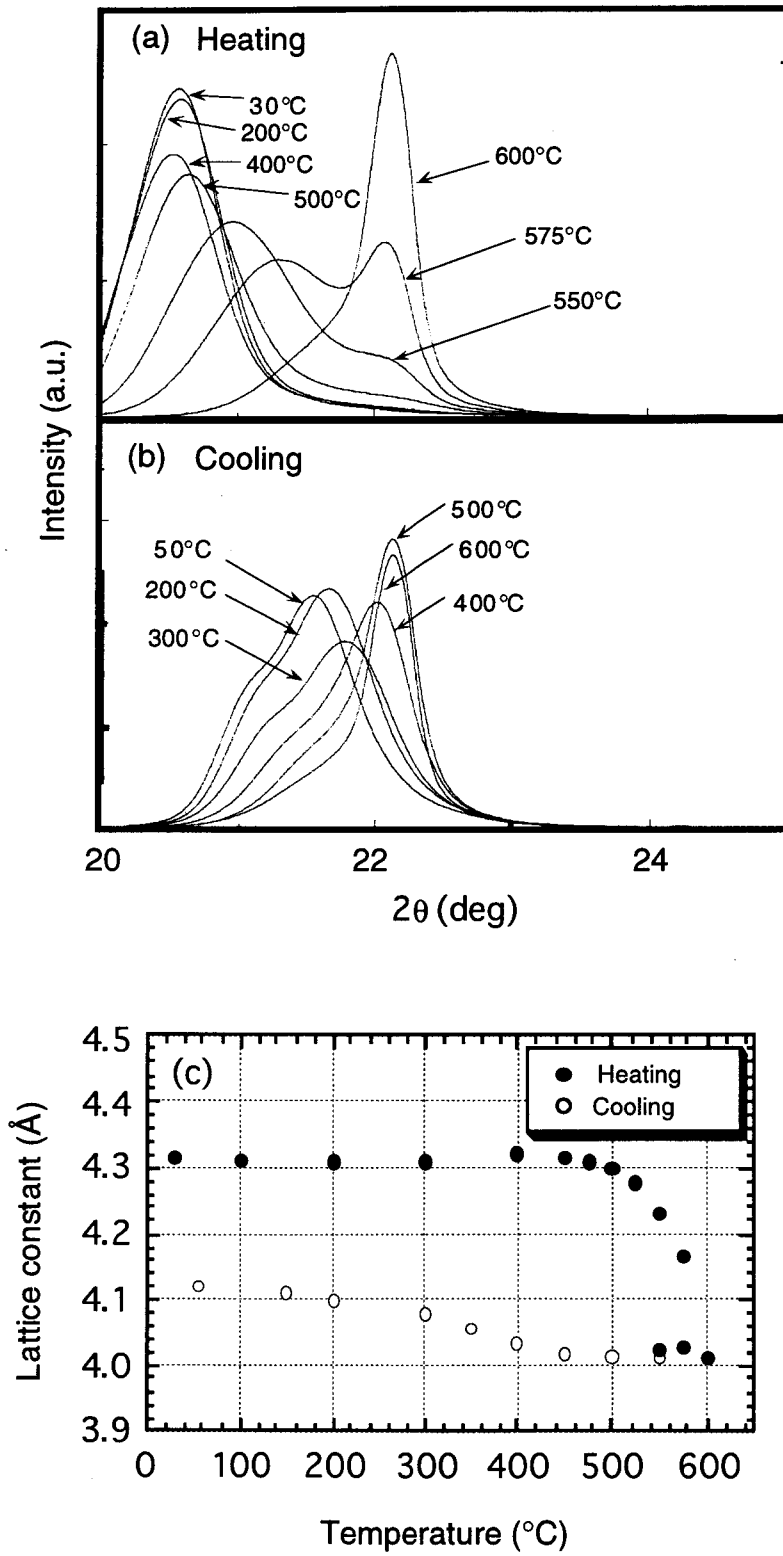 (a) Heating
30°C
200°C
400°C
500°C
600°C
575°C
550°C
Intensity (a.u.)
(b) Cooling
50°C
200°C
300°C
500°C
600°C
400°C
20
22
24
2θ (deg)
(c)
Heating
Cooling
Lattice constant (Å)
4.5
4.4
4.3
4.2
4.1
4.0
3.9
0
100
200
300
400
500
600
Temperature (°C)